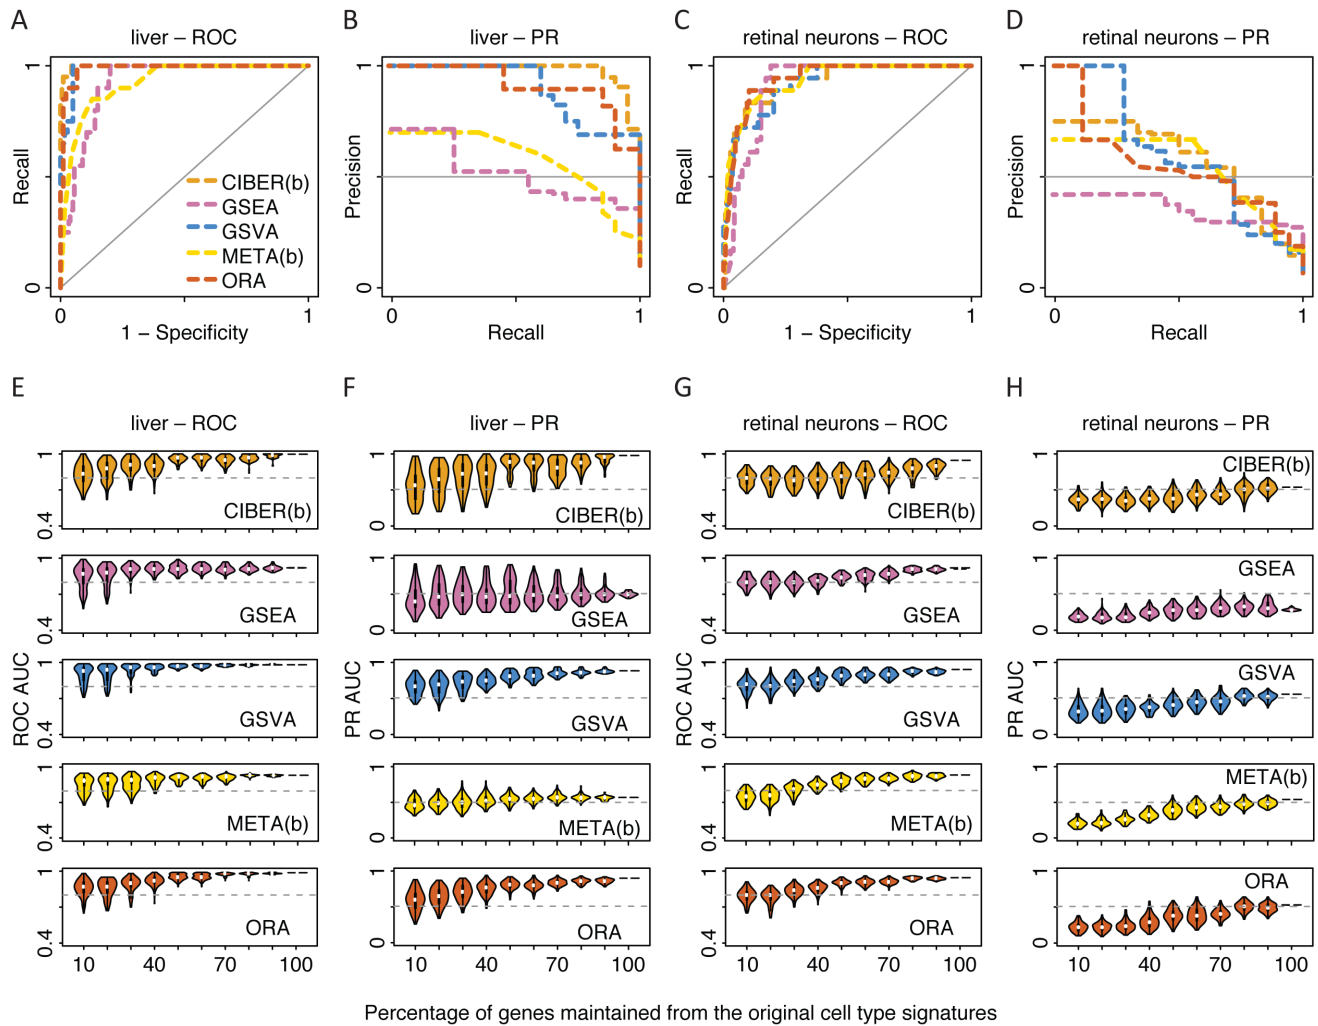 A
liver – ROC
Recall
1
0
CIBER(b)
GSEA
GSVA
META(b)
ORA
0
1
1 – Specificity
B
liver – PR
Precision
1
0
0
1
Recall
C
retinal neurons – ROC
Recall
1
0
0
1
1 – Specificity
D
retinal neurons – PR
Precision
1
0
0
1
Recall
E
liver – ROC
ROC AUC
1
0.4
CIBER(b)
1
0.4
GSEA
1
0.4
GSVA
1
0.4
META(b)
1
0.4
ORA
10 40 70 100
F
liver – PR
PR AUC
1
0
CIBER(b)
1
0
GSEA
1
0
GSVA
1
0
META(b)
1
0
ORA
10 40 70 100
G
retinal neurons – ROC
ROC AUC
1
0.4
CIBER(b)
1
0.4
GSEA
1
0.4
GSVA
1
0.4
META(b)
1
0.4
ORA
10 40 70 100
H
retinal neurons – PR
PR AUC
1
0
CIBER(b)
1
0
GSEA
1
0
GSVA
1
0
META(b)
1
0
ORA
10 40 70 100
Percentage of genes maintained from the original cell type signatures